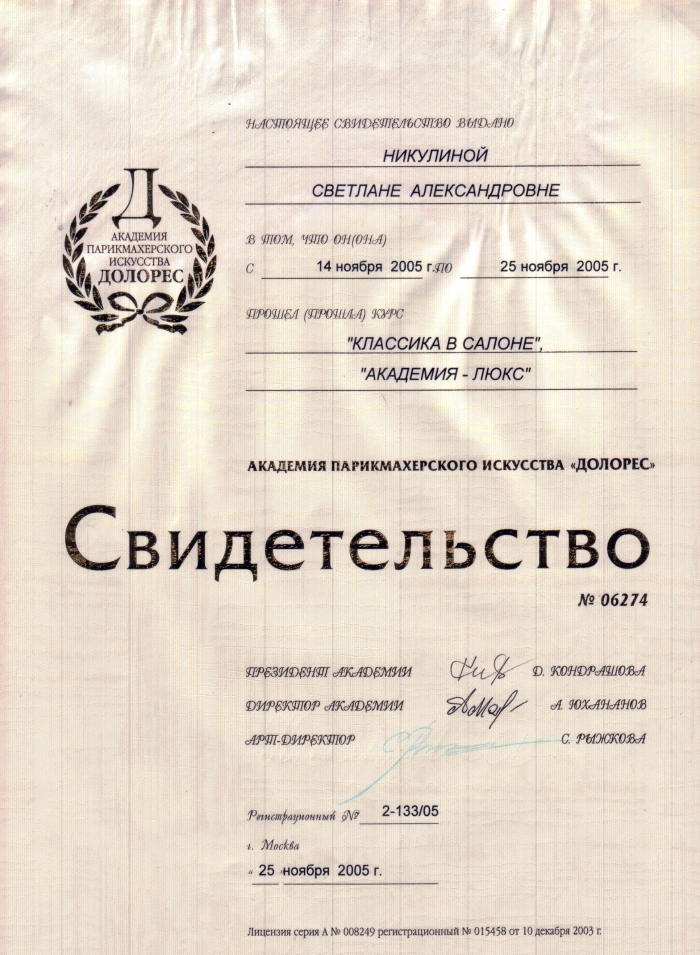 НАСТОЯЩЕЕ СВИДЕТЕЛЬСТВО ВЫДАНО
НИКУЛИНОЙ
СВЕТЛАНЕ АЛЕКСАНДРОВНЕ
Д
АКАДЕМИЯ
ПАРИКМАХЕРСКОГО
ИСКУССТВА
ДОЛОРЕС
В ТОМ, ЧТО ОН(ОНА)
С 14 ноября 2005 г. ПО 25 ноября 2005 г.
ПРОШЕЛ (ПРОШЛА) КУРС
"КЛАССИКА В САЛОНЕ",
"АКАДЕМИЯ - ЛЮКС"
АКАДЕМИЯ ПАРИКМАХЕРСКОГО ИСКУССТВА «ДОЛОРЕС»
Свидетельство
№ 06274
ПРЕЗИДЕНТ АКАДЕМИИ Д. КОНДРАШОВА
ДИРЕКТОР АКАДЕМИИ А. ЮХАНАНОВ
АРТ-ДИРЕКТОР С. РЫЖКОВА
Регистрационный № 2-133/05
г. Москва
« 25 ноября 2005 г.
Лицензия серия А № 008249 регистрационный № 015458 от 10 декабря 2003 г.